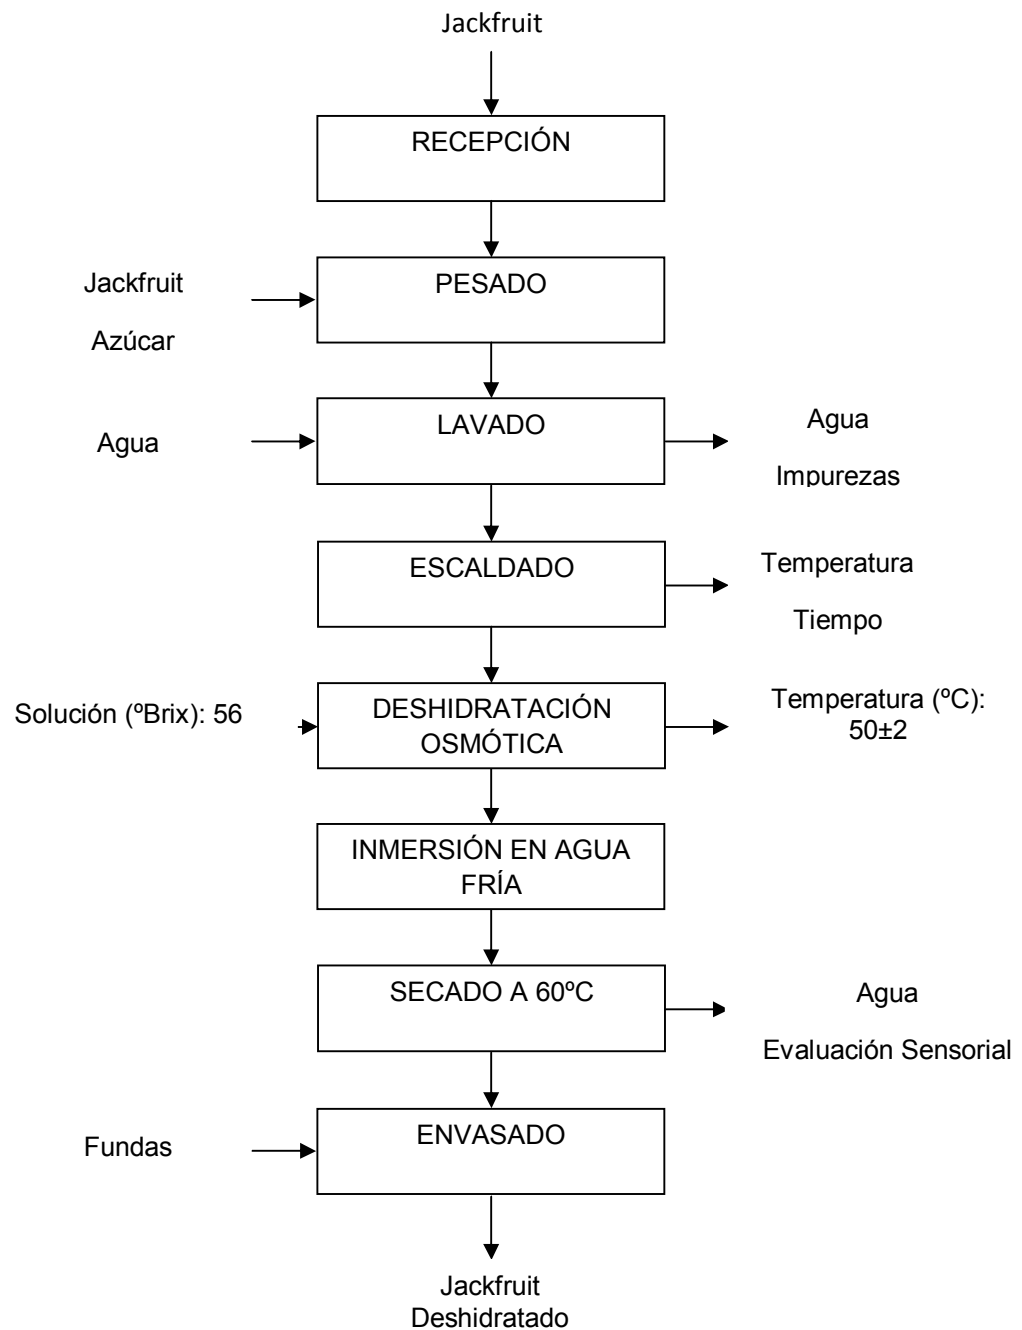 Jackfruit
RECEPCIÓN
Jackfruit
Azúcar
PESADO
Agua
LAVADO
Agua
Impurezas
ESCALDADO
Temperatura
Tiempo
Solución (ºBrix): 56
DESHIDRATACIÓN
OSMÓTICA
Temperatura (ºC):
50±2
INMERSIÓN EN AGUA
FRÍA
SECADO A 60ºC
Agua
Evaluación Sensorial
Fundas
ENVASADO
Jackfruit
Deshidratado